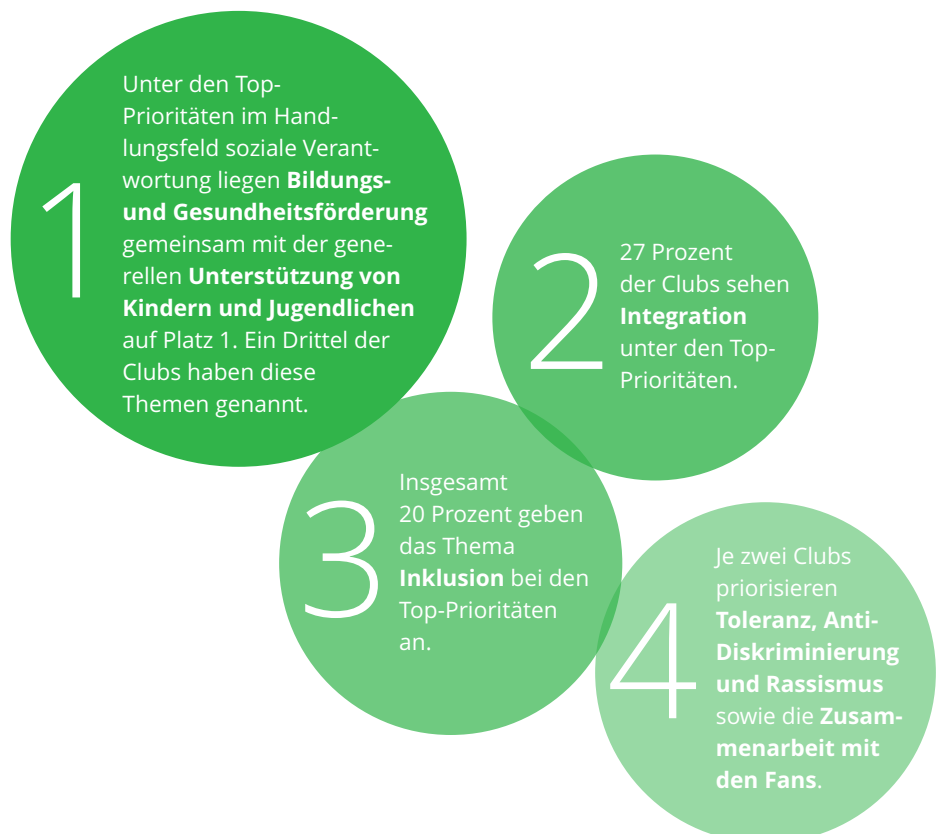 1
Unter den Top-
Prioritäten im Hand-
lungsfeld soziale Verant-
wortung liegen Bildungs-
und Gesundheitsförderung
gemeinsam mit der gene-
rellen Unterstützung von
Kindern und Jugendlichen
auf Platz 1. Ein Drittel der
Clubs haben diese
Themen genannt.
2
27 Prozent
der Clubs sehen
Integration
unter den Top-
Prioritäten.
3
Insgesamt
20 Prozent geben
das Thema
Inklusion bei den
Top-Prioritäten
an.
4
Je zwei Clubs
priorisieren
Toleranz, Anti-
Diskriminierung
und Rassismus
sowie die Zusam-
menarbeit mit
den Fans.